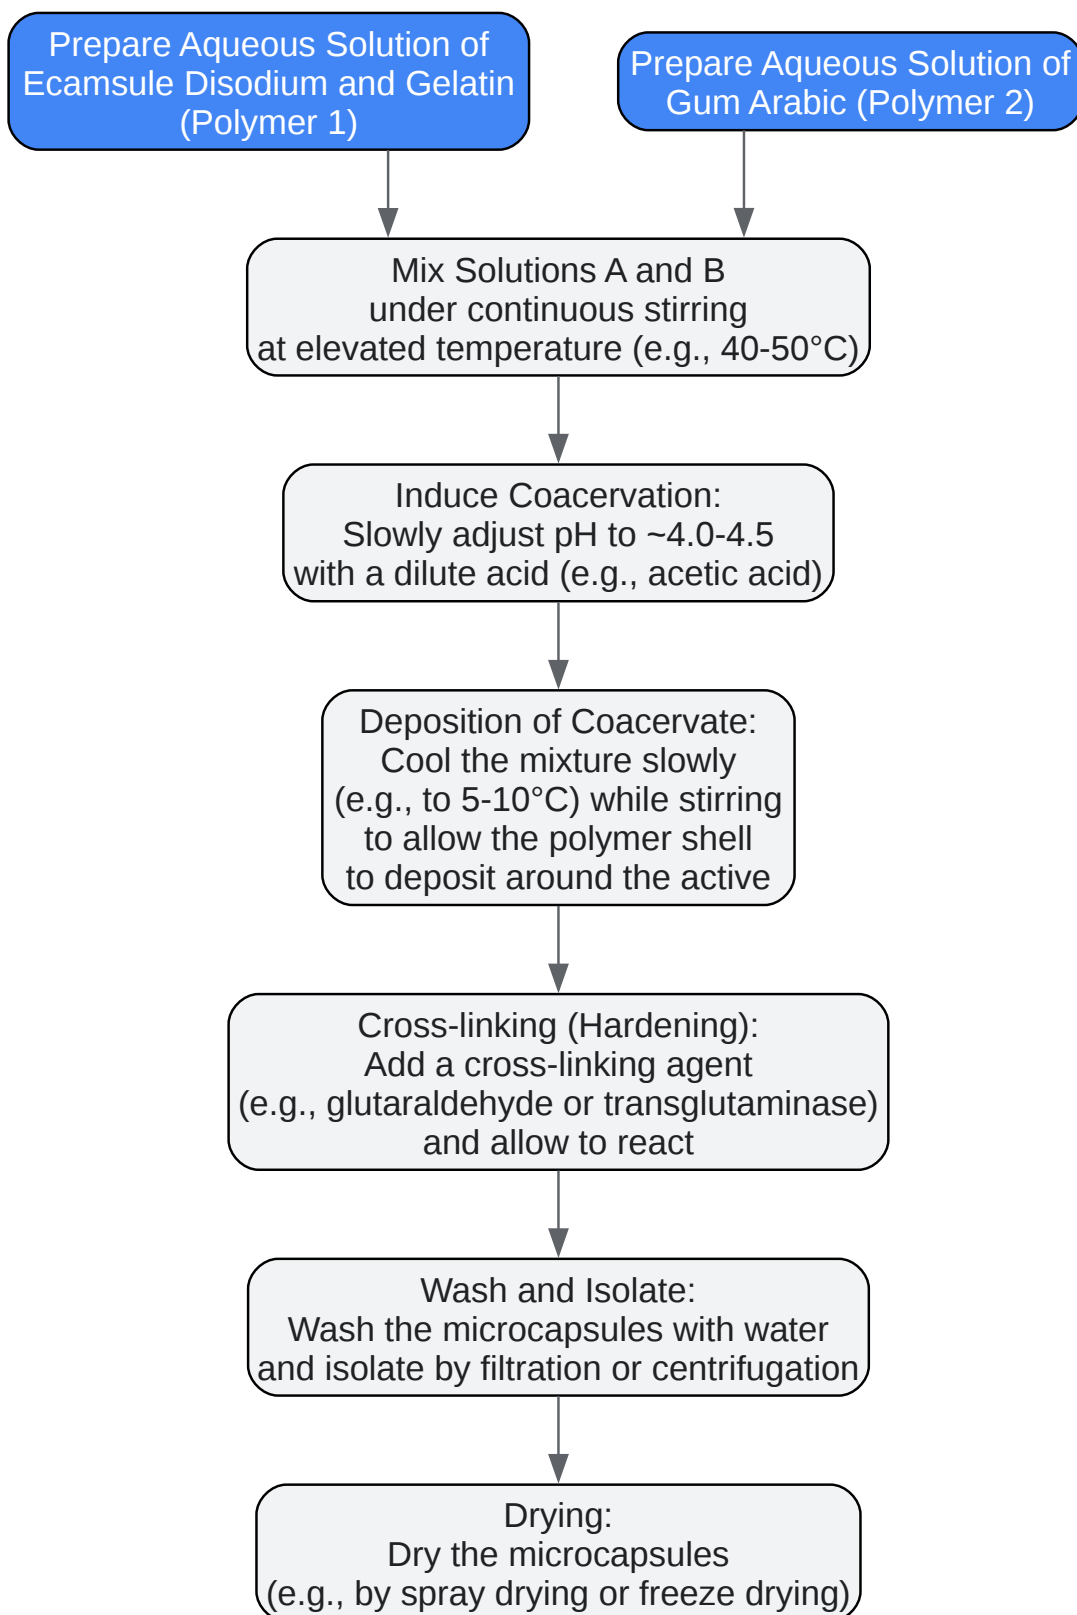 Prepare Aqueous Solution of
Ecamsule Disodium and Gelatin
(Polymer 1)
Prepare Aqueous Solution of
Gum Arabic (Polymer 2)
Mix Solutions A and B
under continuous stirring
at elevated temperature (e.g., 40-50°C)
Induce Coacervation:
Slowly adjust pH to ~4.0-4.5
with a dilute acid (e.g., acetic acid)
Deposition of Coacervate:
Cool the mixture slowly
(e.g., to 5-10°C) while stirring
to allow the polymer shell
to deposit around the active
Cross-linking (Hardening):
Add a cross-linking agent
(e.g., glutaraldehyde or transglutaminase)
and allow to react
Wash and Isolate:
Wash the microcapsules with water
and isolate by filtration or centrifugation
Drying:
Dry the microcapsules
(e.g., by spray drying or freeze drying)